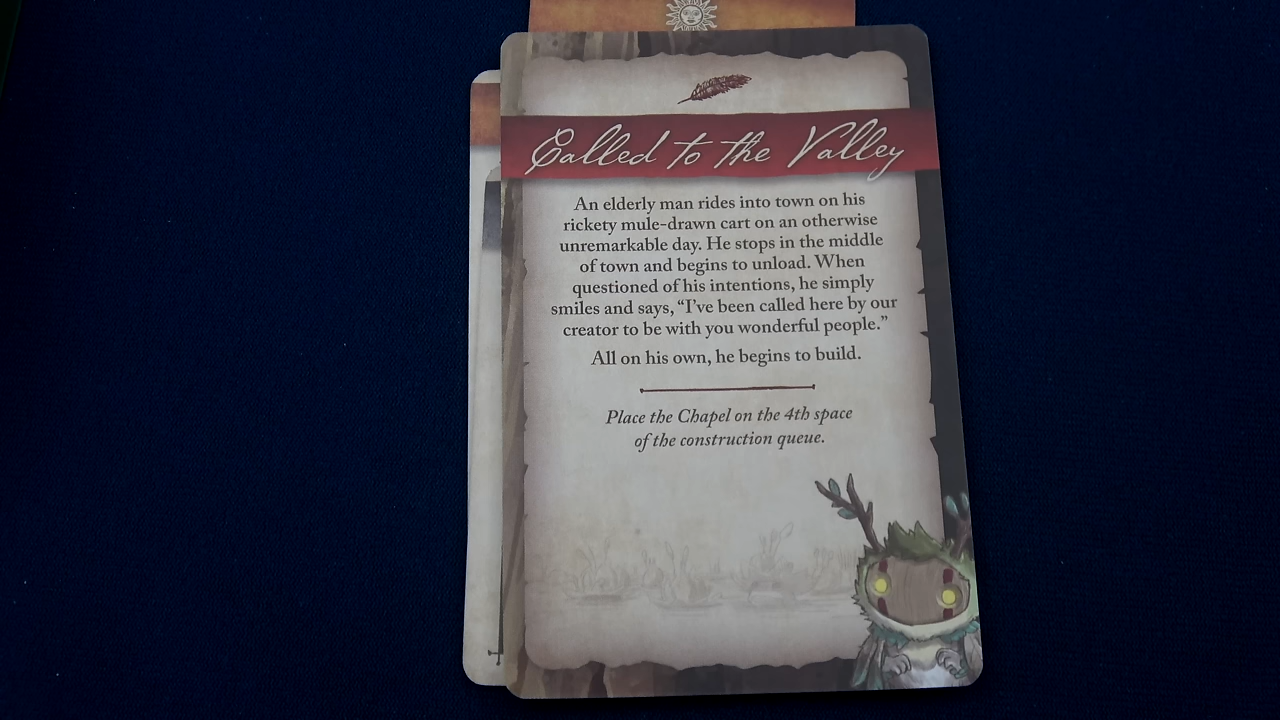 Called to the Valley
An elderly man rides into town on his
rickety mule-drawn cart on an otherwise
unremarkable day. He stops in the middle
of town and begins to unload. When
questioned of his intentions, he simply
smiles and says, “I’ve been called here by our
creator to be with you wonderful people.”
All on his own, he begins to build.
Place the Chapel on the 4th space
of the construction queue.